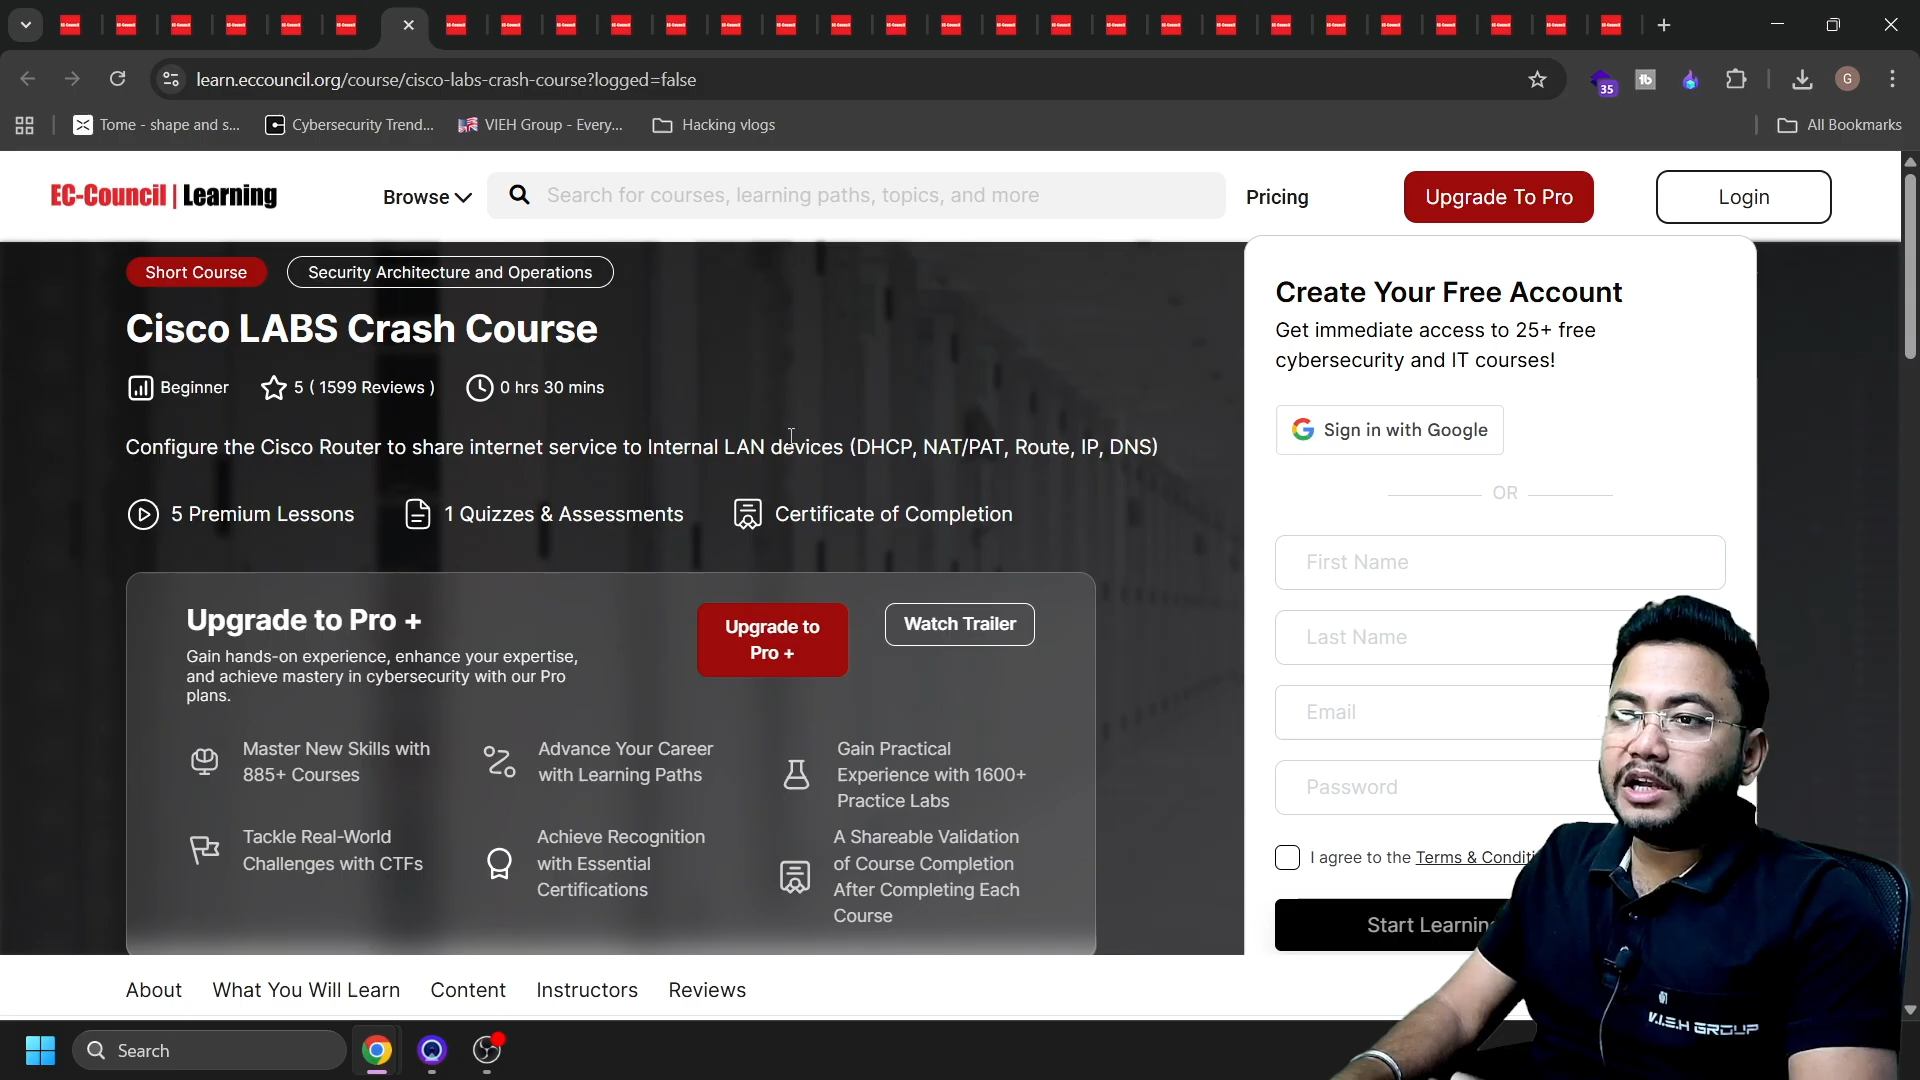 learn.eccouncil.org/course/cisco-labs-crash-course?logged=false
35
tb
G
Tome - shape and s...
Cybersecurity Trend...
VIEH Group - Every...
Hacking vlogs
All Bookmarks
EC-Council | Learning
Browse
Search for courses, learning paths, topics, and more
Pricing
Upgrade To Pro
Login
Short Course
Security Architecture and Operations
Cisco LABS Crash Course
Beginner
5 ( 1599 Reviews )
0 hrs 30 mins
Configure the Cisco Router to share internet service to Internal LAN devices (DHCP, NAT/PAT, Route, IP, DNS)
5 Premium Lessons
1 Quizzes & Assessments
Certificate of Completion
Upgrade to Pro +
Gain hands-on experience, enhance your expertise,
and achieve mastery in cybersecurity with our Pro
plans.
Upgrade to
Pro +
Watch Trailer
Master New Skills with
885+ Courses
Advance Your Career
with Learning Paths
Gain Practical
Experience with 1600+
Practice Labs
Tackle Real-World
Challenges with CTFs
Achieve Recognition
with Essential
Certifications
A Shareable Validation
of Course Completion
After Completing Each
Course
Create Your Free Account
Get immediate access to 25+ free
cybersecurity and IT courses!
Sign in with Google
OR
First Name
Last Name
Email
Password
I agree to the Terms & Conditi
Start Learnin
V.I.E.H GROUP
About
What You Will Learn
Content
Instructors
Reviews
Search